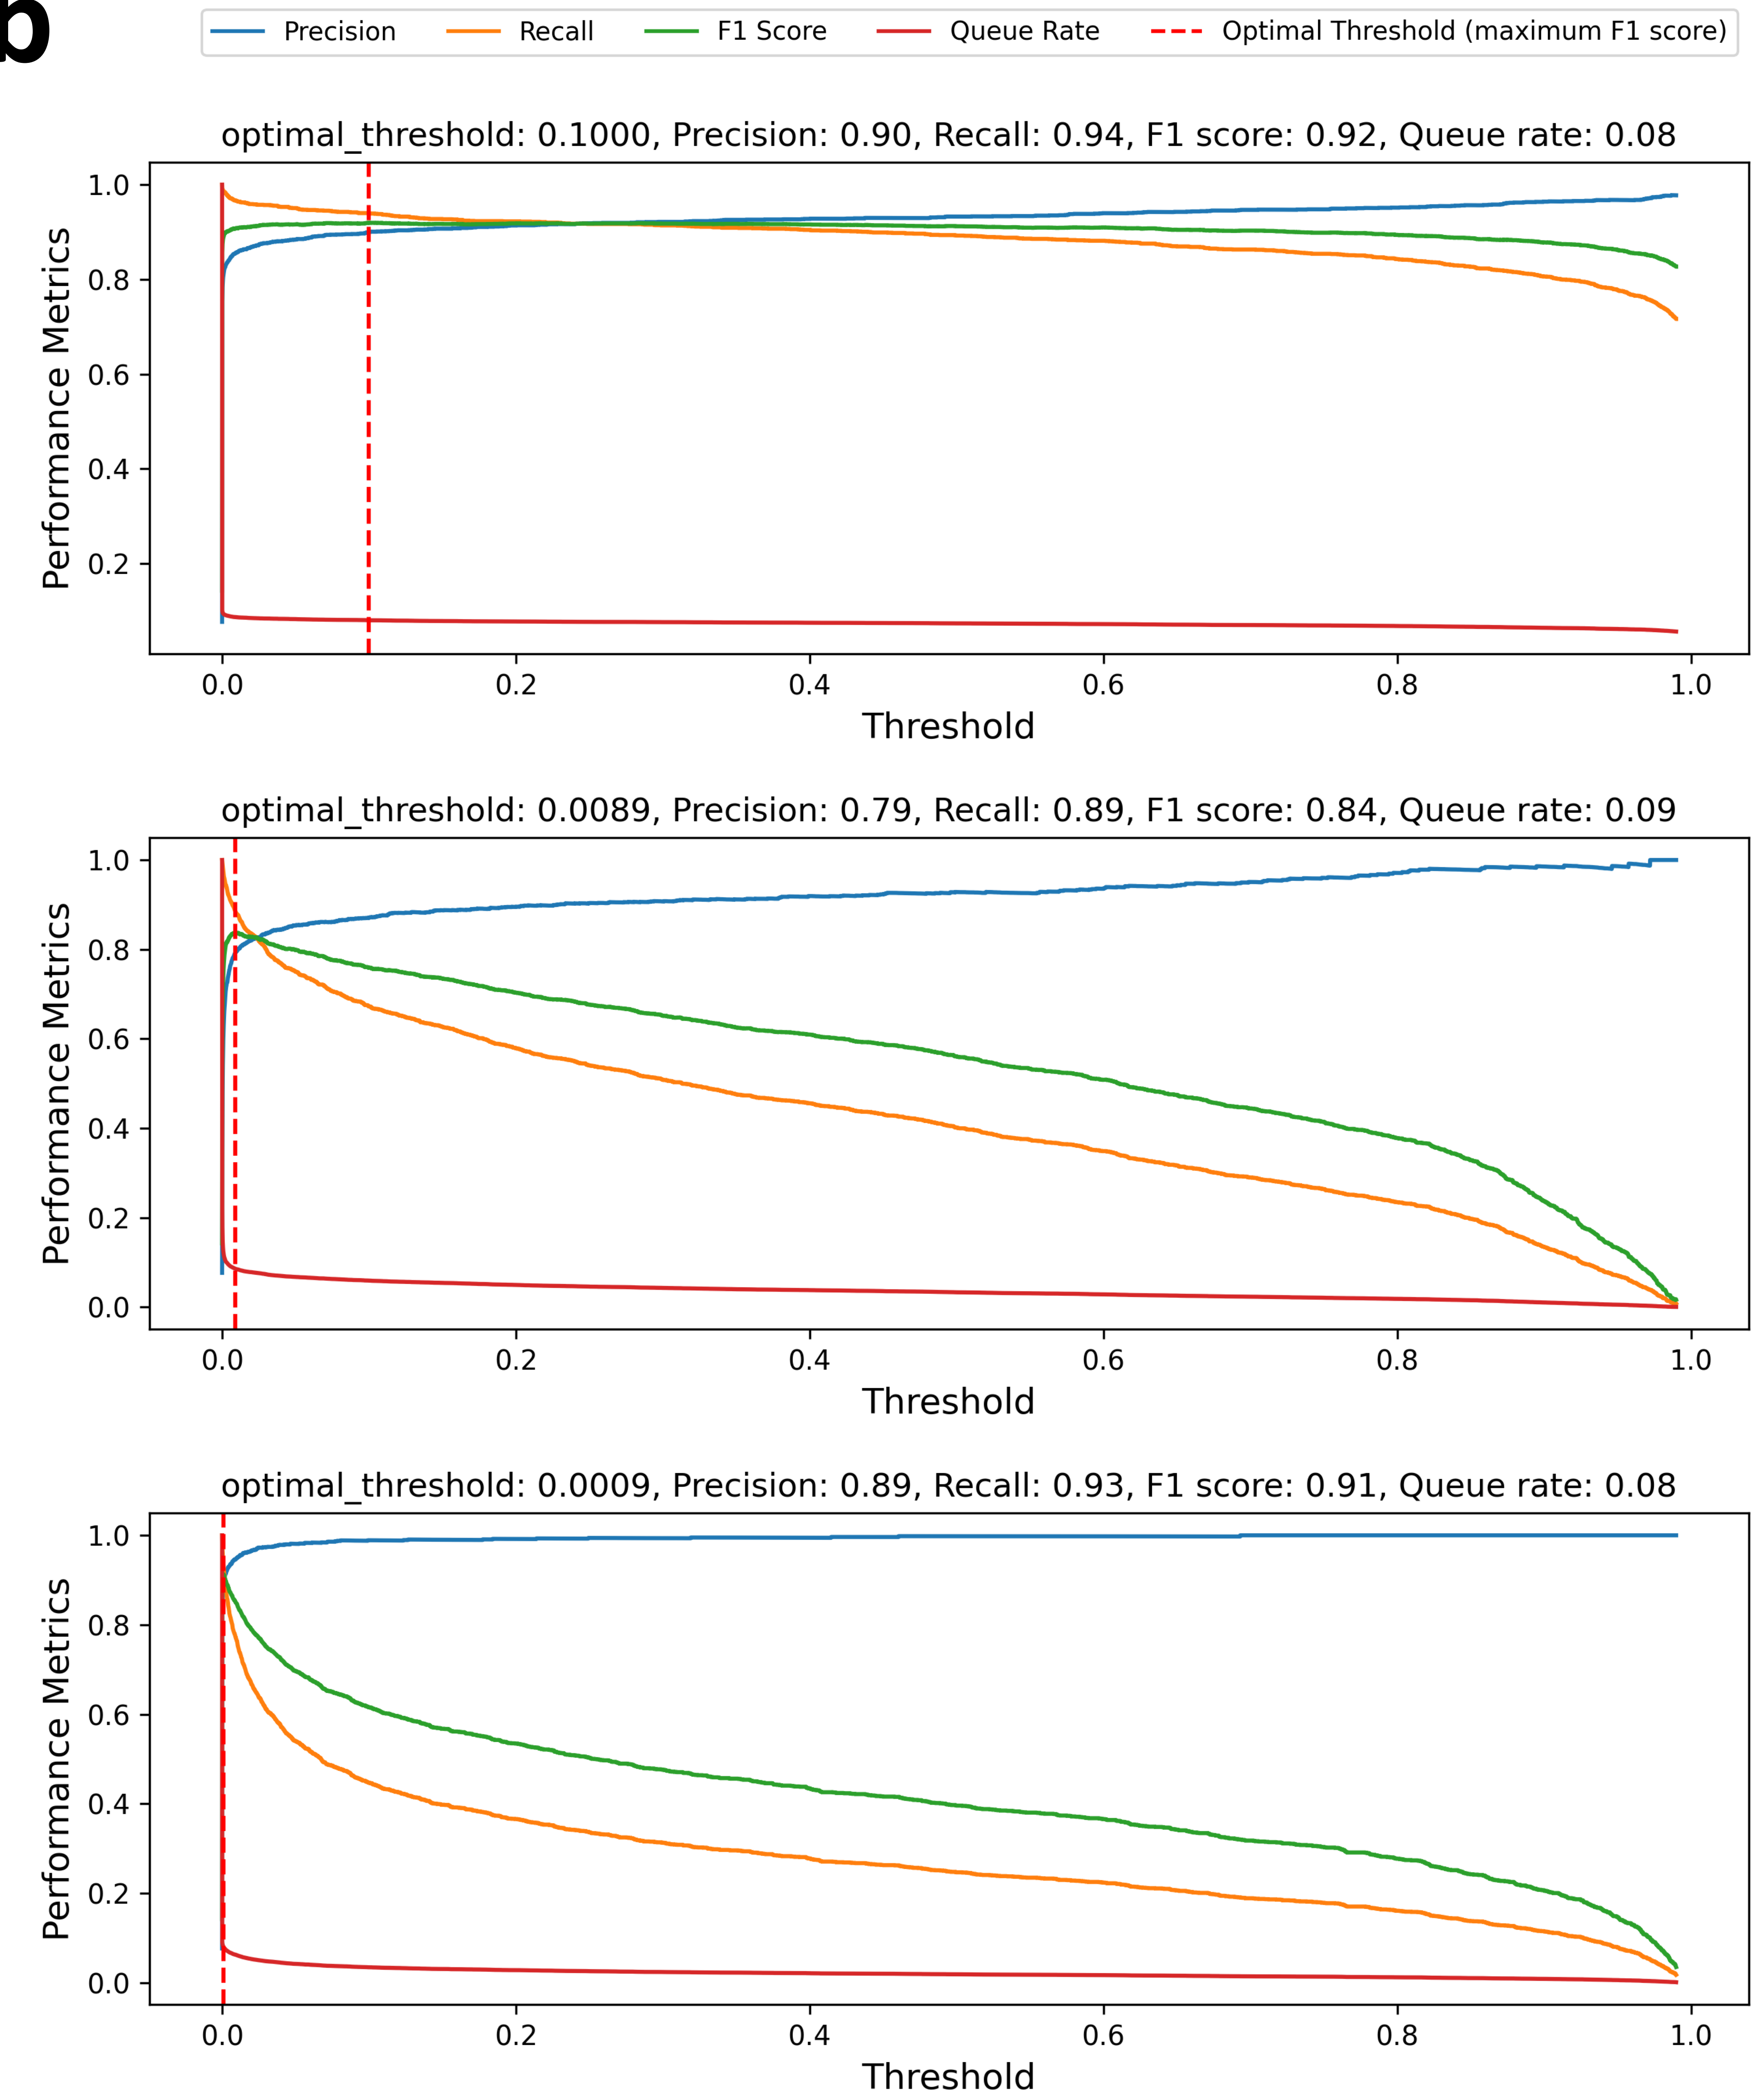 b
Precision Recall F1 Score Queue Rate Optimal Threshold (maximum F1 score)
optimal_threshold: 0.1000, Precision: 0.90, Recall: 0.94, F1 score: 0.92, Queue rate: 0.08
Performance Metrics
1.0
0.8
0.6
0.4
0.2
0.0 0.2 0.4 0.6 0.8 1.0
Threshold
optimal_threshold: 0.0089, Precision: 0.79, Recall: 0.89, F1 score: 0.84, Queue rate: 0.09
Performance Metrics
1.0
0.8
0.6
0.4
0.2
0.0
0.0 0.2 0.4 0.6 0.8 1.0
Threshold
optimal_threshold: 0.0009, Precision: 0.89, Recall: 0.93, F1 score: 0.91, Queue rate: 0.08
Performance Metrics
1.0
0.8
0.6
0.4
0.2
0.0
0.0 0.2 0.4 0.6 0.8 1.0
Threshold